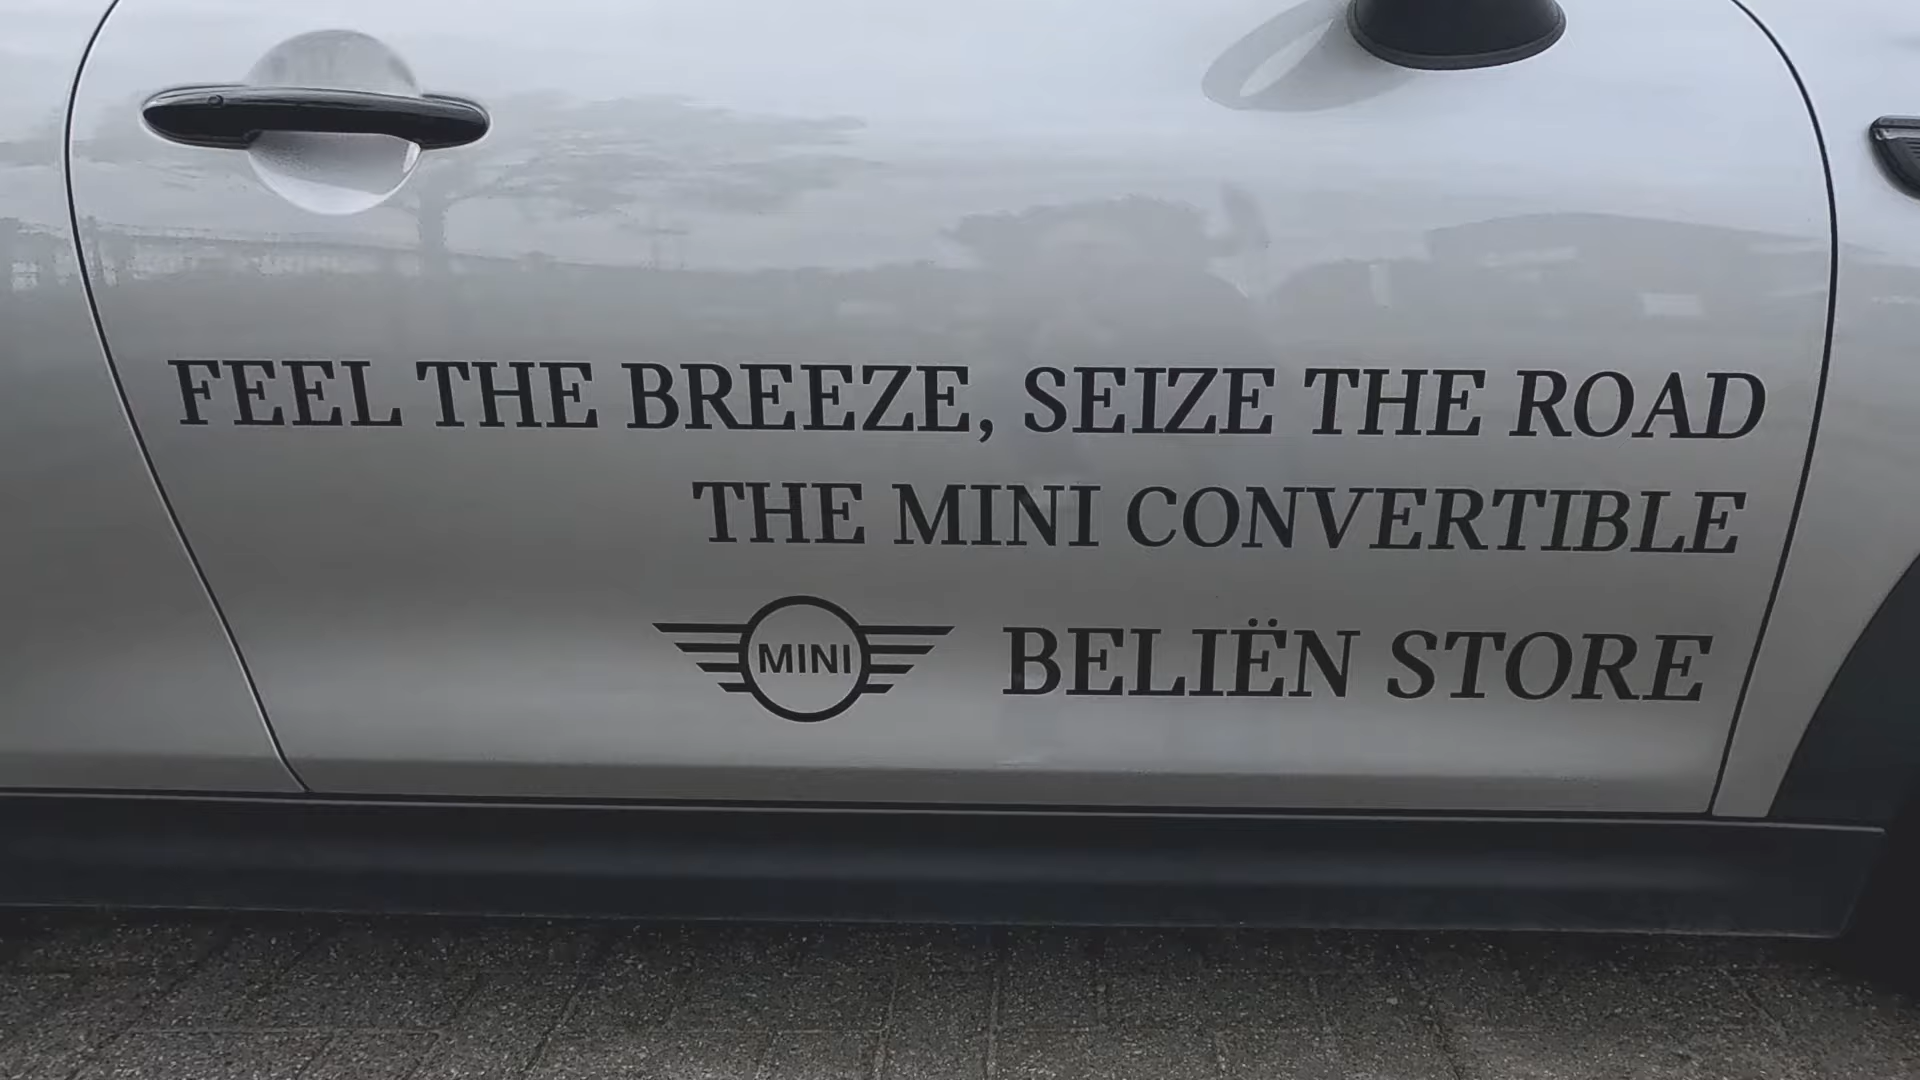 FEEL THE BREEZE, SEIZE THE ROAD
THE MINI CONVERTIBLE
MINI BELIËN STORE